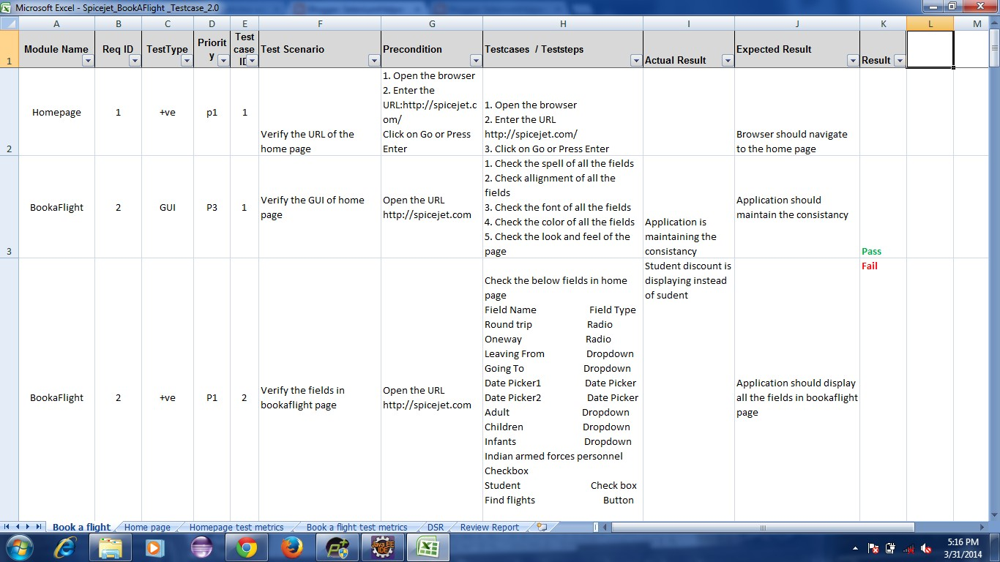 Microsoft Excel - Spicejet_BookAFlight _Testcase_2.0
A B C D E F G H I J K L M
1
Module Name
Req ID
TestType
Priorit
y
Test
case
ID
Test Scenario
Precondition
Testcases / Teststeps
Actual Result
Expected Result
Result
2
Homepage
1
+ve
p1
1
Verify the URL of the
home page
1. Open the browser
2. Enter the
URL:http://spicejet.c
om/
Click on Go or Press
Enter
1. Open the browser
2. Enter the URL
http://spicejet.com/
3. Click on Go or Press Enter
Browser should navigate
to the home page
3
BookaFlight
2
GUI
P3
1
Verify the GUI of home
page
Open the URL
http://spicejet.com
1. Check the spell of all the fields
2. Check allignment of all the
fields
3. Check the font of all the fields
4. Check the color of all the fields
5. Check the look and feel of the
page
Application is
maintaining the
consistancy
Application should
maintain the consistancy
Pass
BookaFlight
2
+ve
P1
2
Verify the fields in
bookaflight page
Open the URL
http://spicejet.com
Check the below fields in home
page
Field Name Field Type
Round trip Radio
Oneway Radio
Leaving From Dropdown
Going To Dropdown
Date Picker1 Date Picker
Date Picker2 Date Picker
Adult Dropdown
Children Dropdown
Infants Dropdown
Indian armed forces personnel
Checkbox
Student Check box
Find flights Button
Student discount is
displaying instead
of sudent
Application should display
all the fields in bookaflight
page
Fail
Book a flight Home page Homepage test metrics Book a flight test metrics DSR Review Report
Java EE
IDE
5:16 PM
3/31/2014